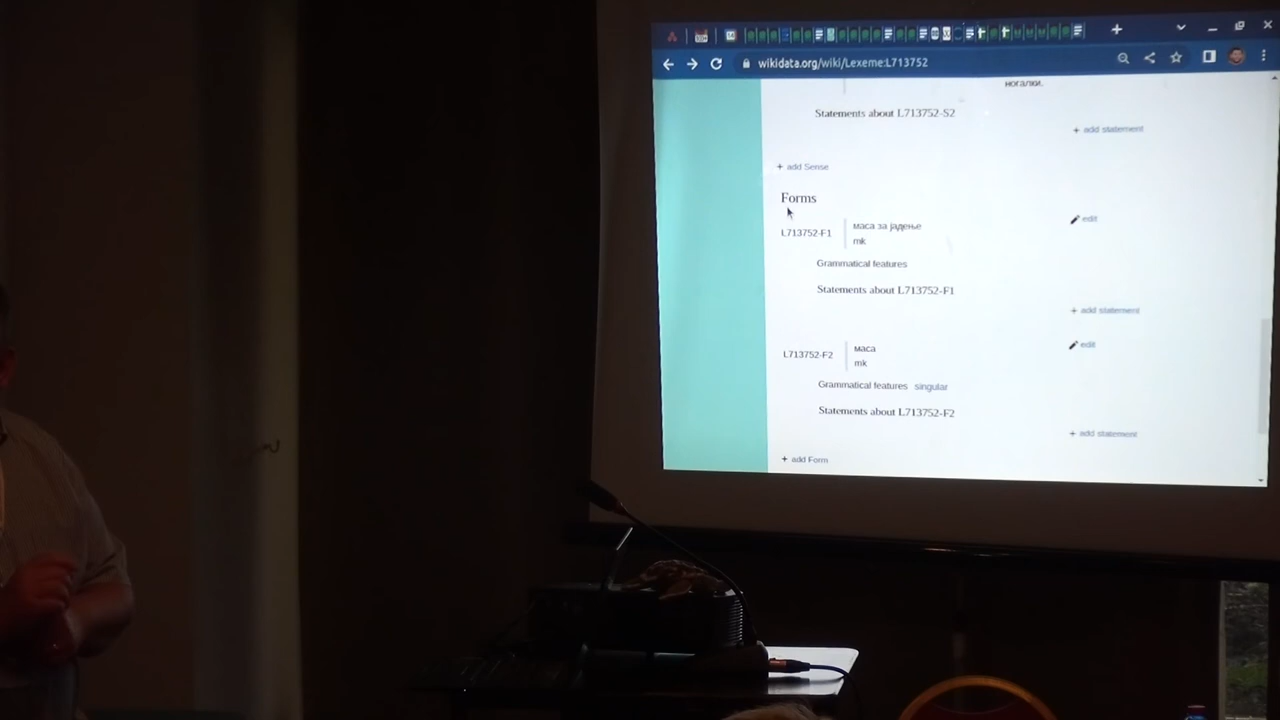 wikidata.org/wiki/Lexeme:L713752
ногалки.
Statements about L713752-S2
+ add statement
+ add Sense
Forms
L713752-F1
маса за јадење
mk
edit
Grammatical features
Statements about L713752-F1
+ add statement
L713752-F2
маса
mk
edit
Grammatical features singular
Statements about L713752-F2
+ add statement
+ add Form